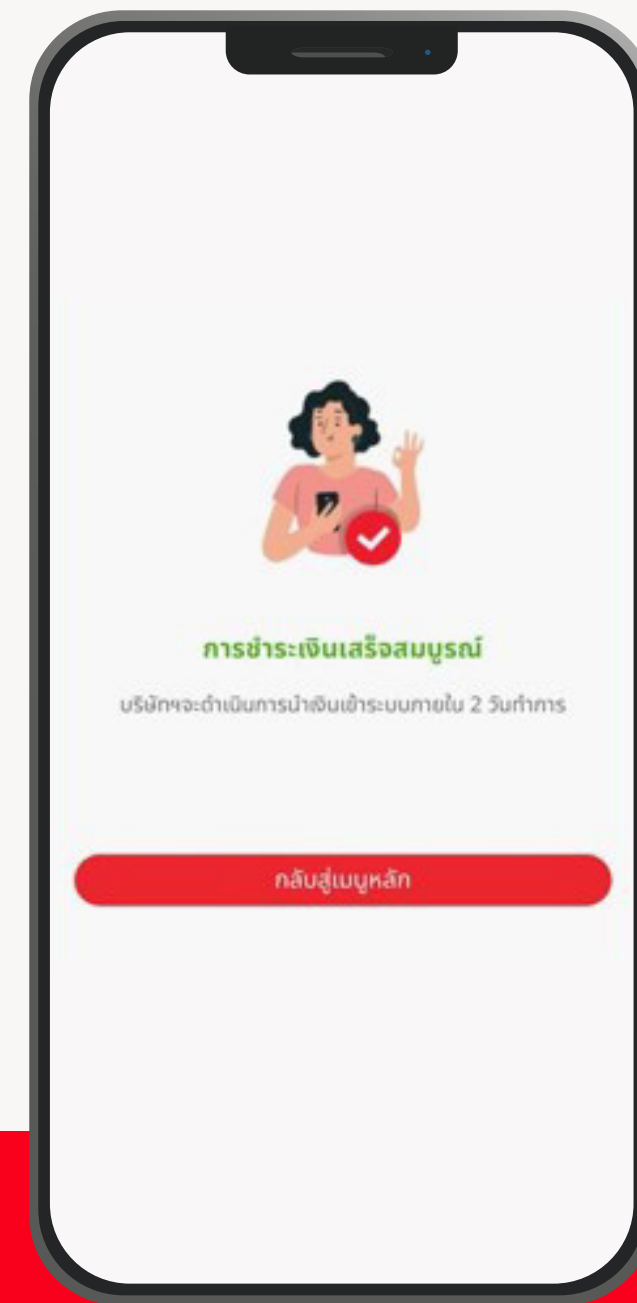 การชำระเงินเสร็จสมบูรณ์
บริษัทฯจะดำเนินการนำเงินเข้าระบบภายใน 2 วันทำการ
กลับสู่เมนูหลัก